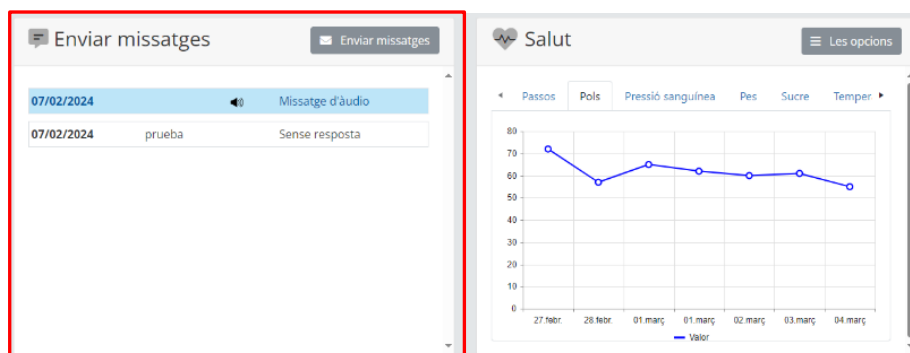 Enviar missatges
Enviar missatges
07/02/2024 Missatge d'àudio
07/02/2024 prueba Sense resposta
Salut
Les opcions
Passos Pols Pressió sanguínea Pes Sucre Temper
80
70
60
50
40
30
20
10
0
27.febr. 28.febr. 01.març 01.març 02.març 03.març 04.març
Valor